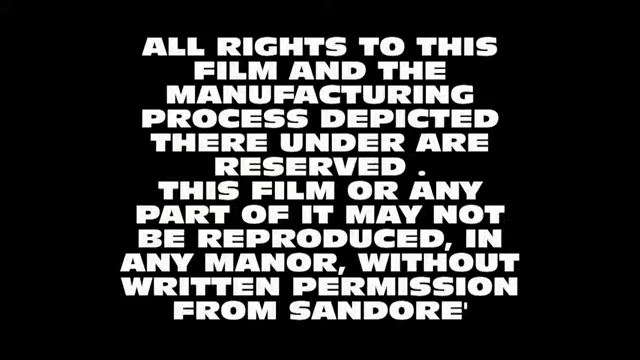 ALL RIGHTS TO THIS
FILM AND THE
MANUFACTURING
PROCESS DEPICTED
THERE UNDER ARE
RESERVED .
THIS FILM OR ANY
PART OF IT MAY NOT
BE REPRODUCED, IN
ANY MANOR, WITHOUT
WRITTEN PERMISSION
FROM SANDORE'